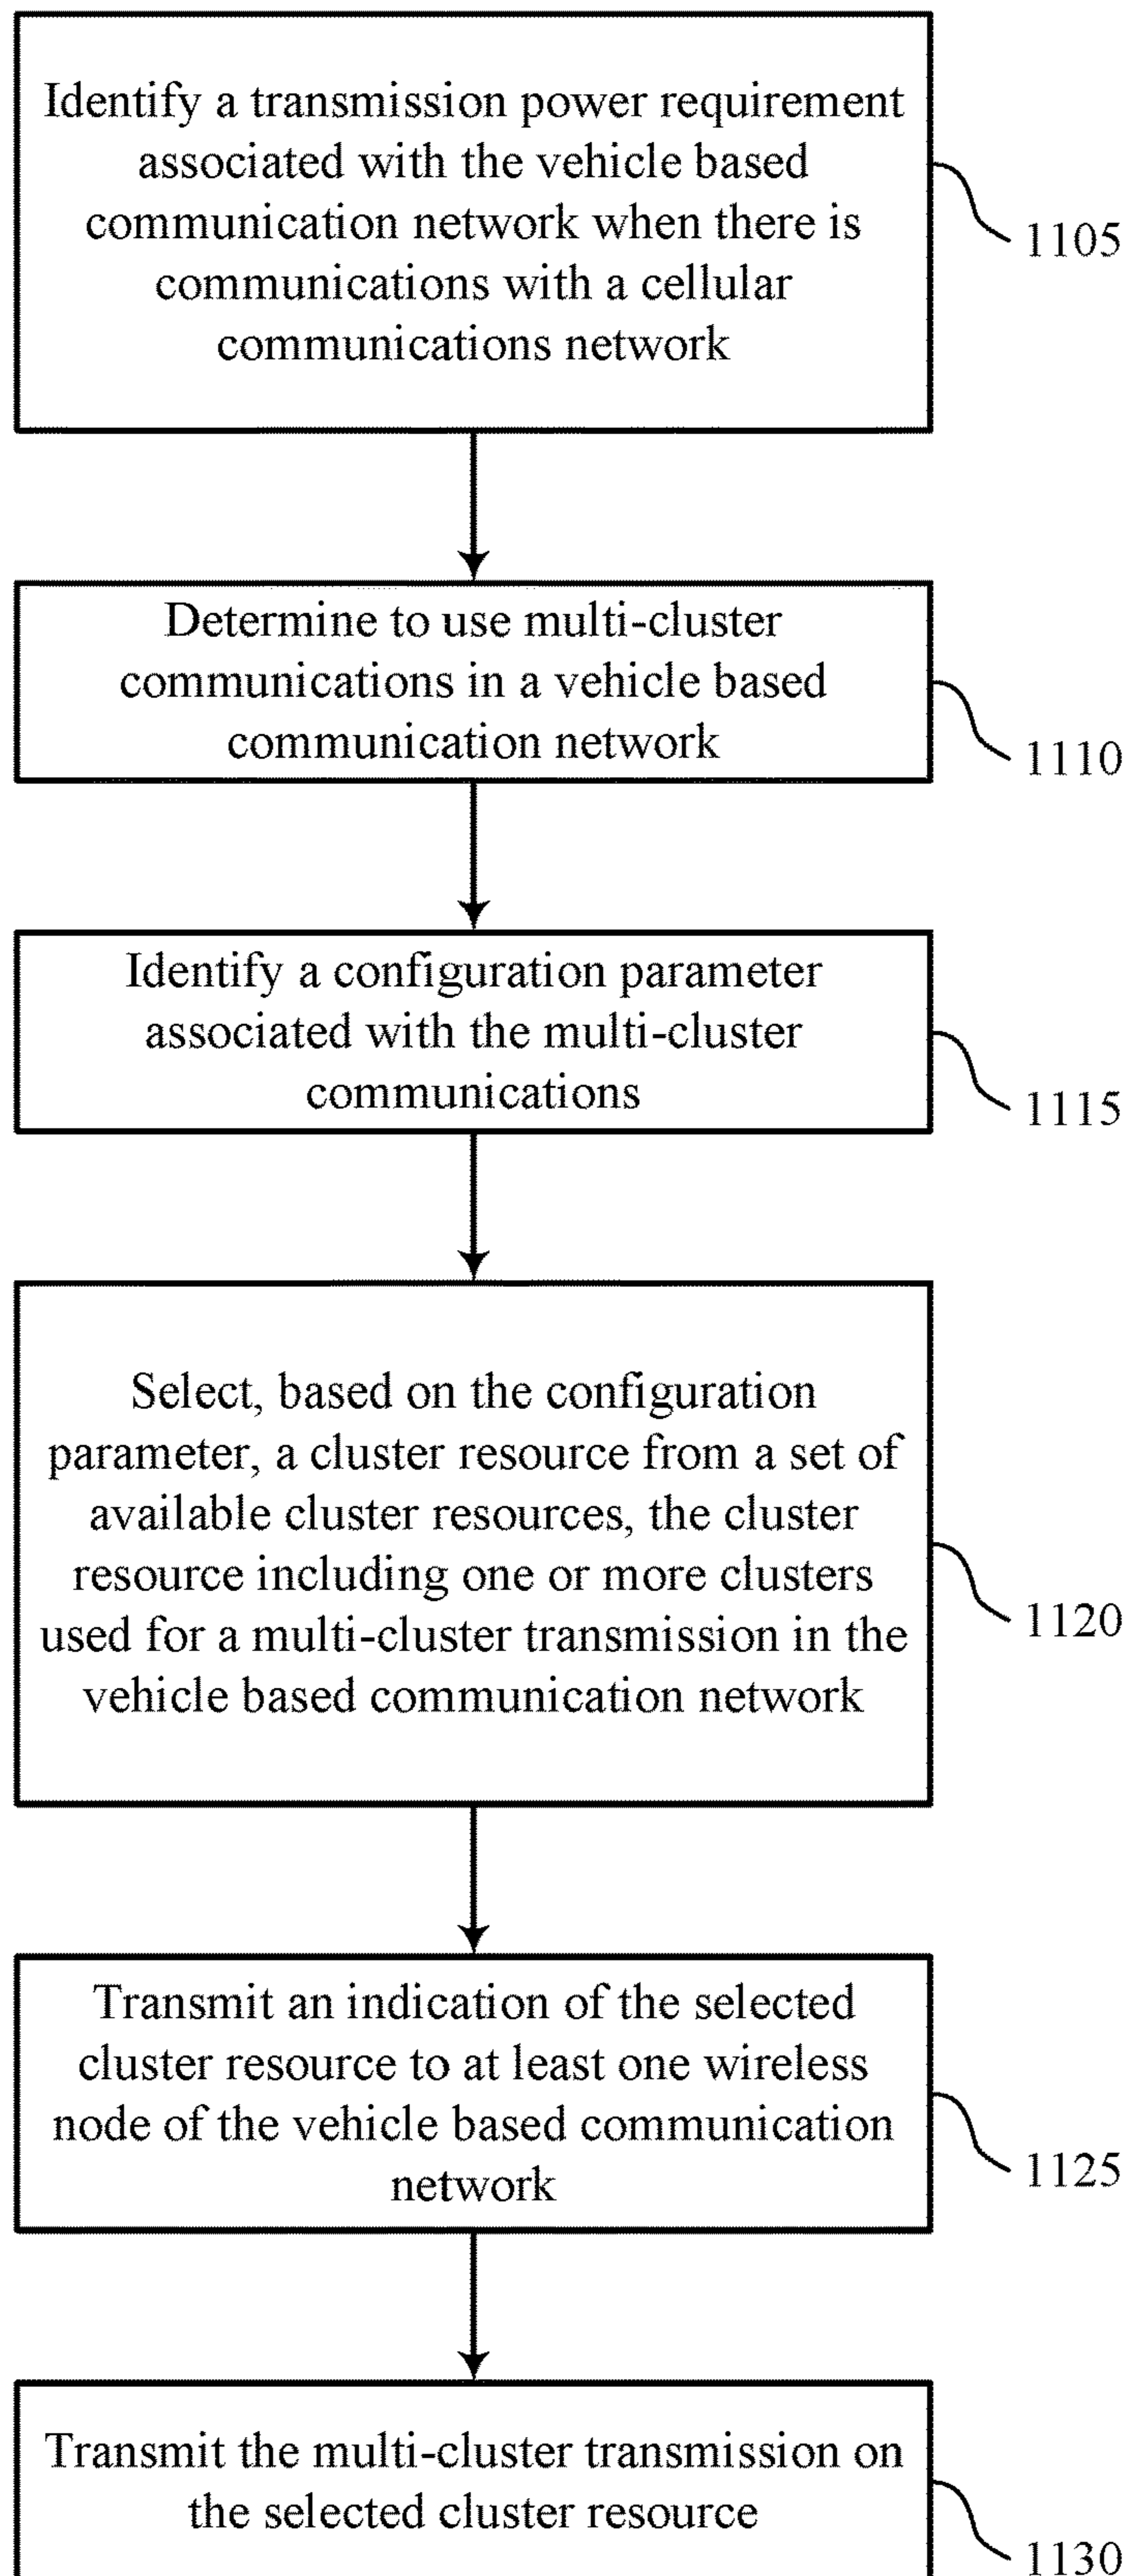 Identify a transmission power requirement
associated with the vehicle based
communication network when there is
communications with a cellular
communications network
1105
Determine to use multi-cluster
communications in a vehicle based
communication network
1110
Identify a configuration parameter
associated with the multi-cluster
communications
1115
Select, based on the configuration
parameter, a cluster resource from a set of
available cluster resources, the cluster
resource including one or more clusters
used for a multi-cluster transmission in the
vehicle based communication network
1120
Transmit an indication of the selected
cluster resource to at least one wireless
node of the vehicle based communication
network
1125
Transmit the multi-cluster transmission on
the selected cluster resource
1130